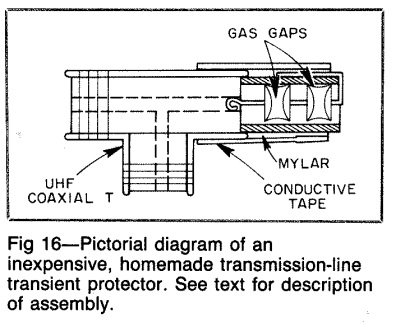 GAS GAPS
UHF
COAXIAL T
MYLAR
CONDUCTIVE
TAPE
Fig 16—Pictorial diagram of an
inexpensive, homemade transmission-line
transient protector. See text for description
of assembly.